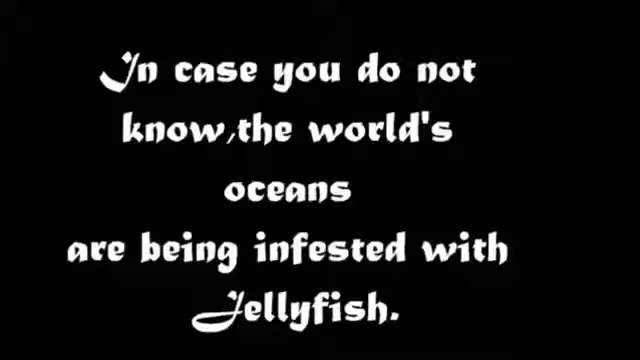 In case you do not
know,the world's
oceans
are being infested with
Jellyfish.